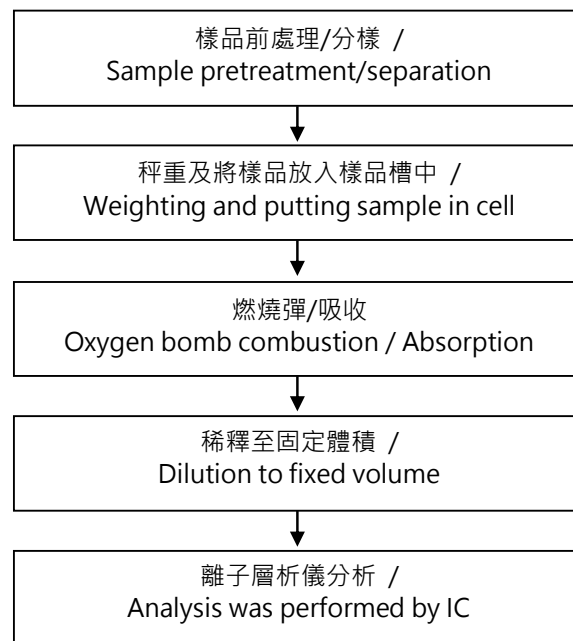 樣品前處理/分樣 /
Sample pretreatment/separation
秤重及將樣品放入樣品槽中 /
Weighting and putting sample in cell
燃燒彈/吸收
Oxygen bomb combustion / Absorption
稀釋至固定體積 /
Dilution to fixed volume
離子層析儀分析 /
Analysis was performed by IC